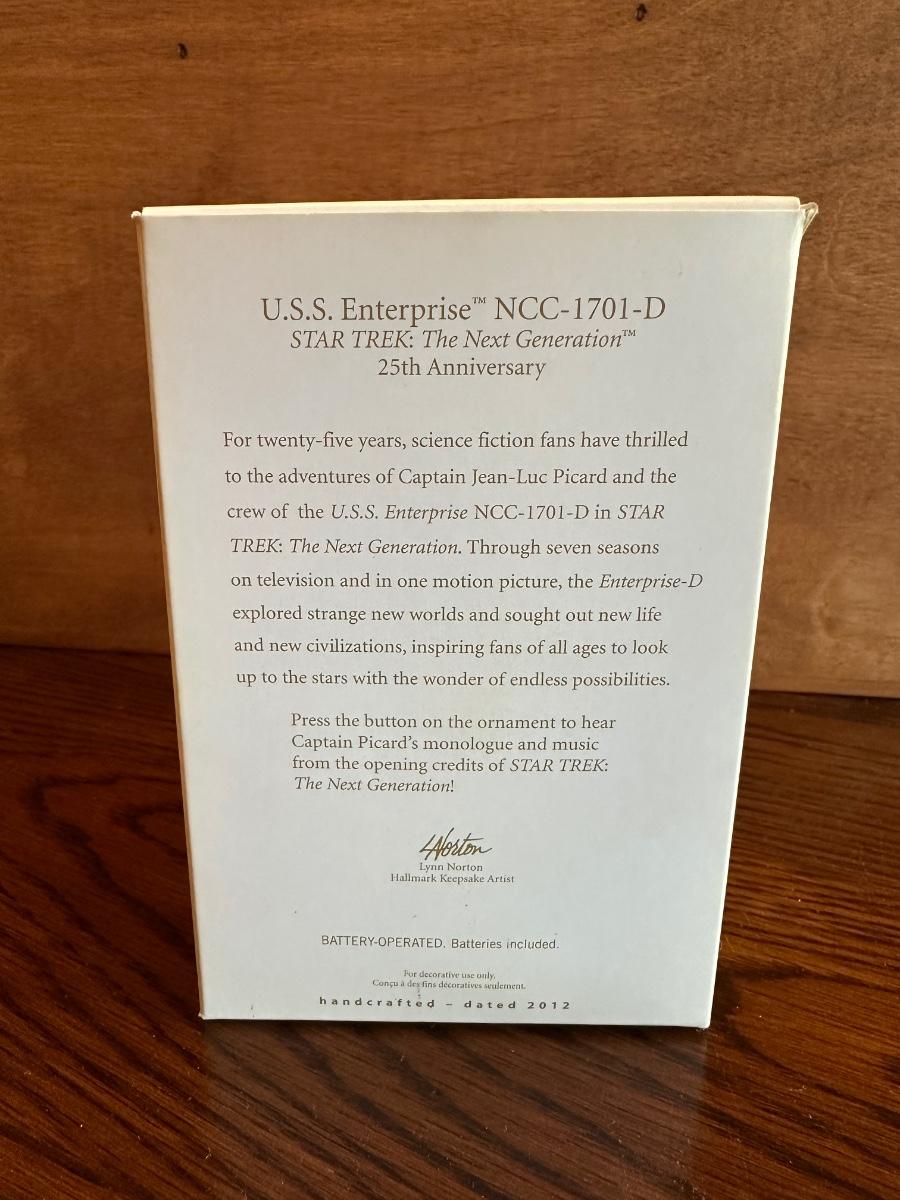 U.S.S. Enterprise™ NCC-1701-D
STAR TREK: The Next Generation™
25th Anniversary
For twenty-five years, science fiction fans have thrilled
to the adventures of Captain Jean-Luc Picard and the
crew of the U.S.S. Enterprise NCC-1701-D in STAR
TREK: The Next Generation. Through seven seasons
on television and in one motion picture, the Enterprise-D
explored strange new worlds and sought out new life
and new civilizations, inspiring fans of all ages to look
up to the stars with the wonder of endless possibilities.
Press the button on the ornament to hear
Captain Picard's monologue and music
from the opening credits of STAR TREK:
The Next Generation!
LNorton
Lynn Norton
Hallmark Keepsake Artist
BATTERY-OPERATED. Batteries included.
For decorative use only.
Conçu à des fins décoratives seulement.
handcrafted – dated 2012